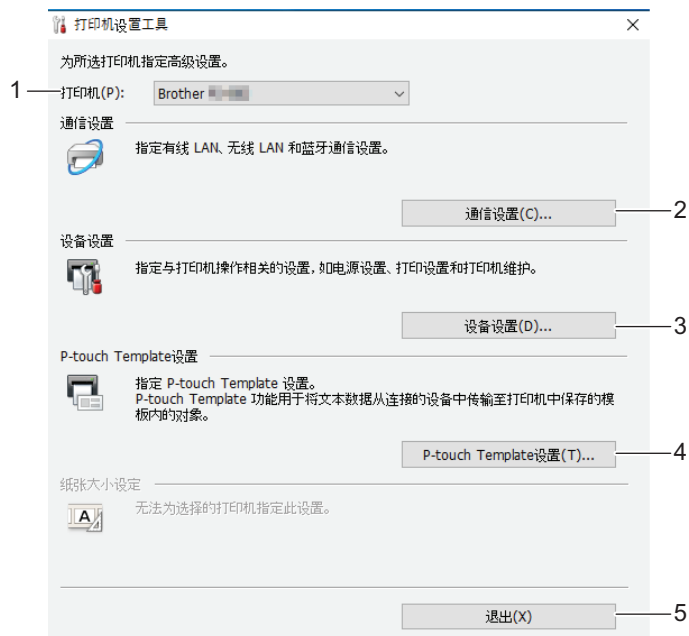 打印机设置工具
为所选打印机指定高级设置。
1 打印机(P): Brother
通信设置
指定有线 LAN、无线 LAN 和蓝牙通信设置。
通信设置(C)... 2
设备设置
指定与打印机操作相关的设置,如电源设置、打印设置和打印机维护。
设备设置(D)... 3
P-touch Template设置
指定 P-touch Template 设置。
P-touch Template 功能用于将文本数据从连接的设备中传输至打印机中保存的模
板内的对象。
P-touch Template设置(T)... 4
纸张大小设定
A
无法为选择的打印机指定此设置。
退出(X) 5